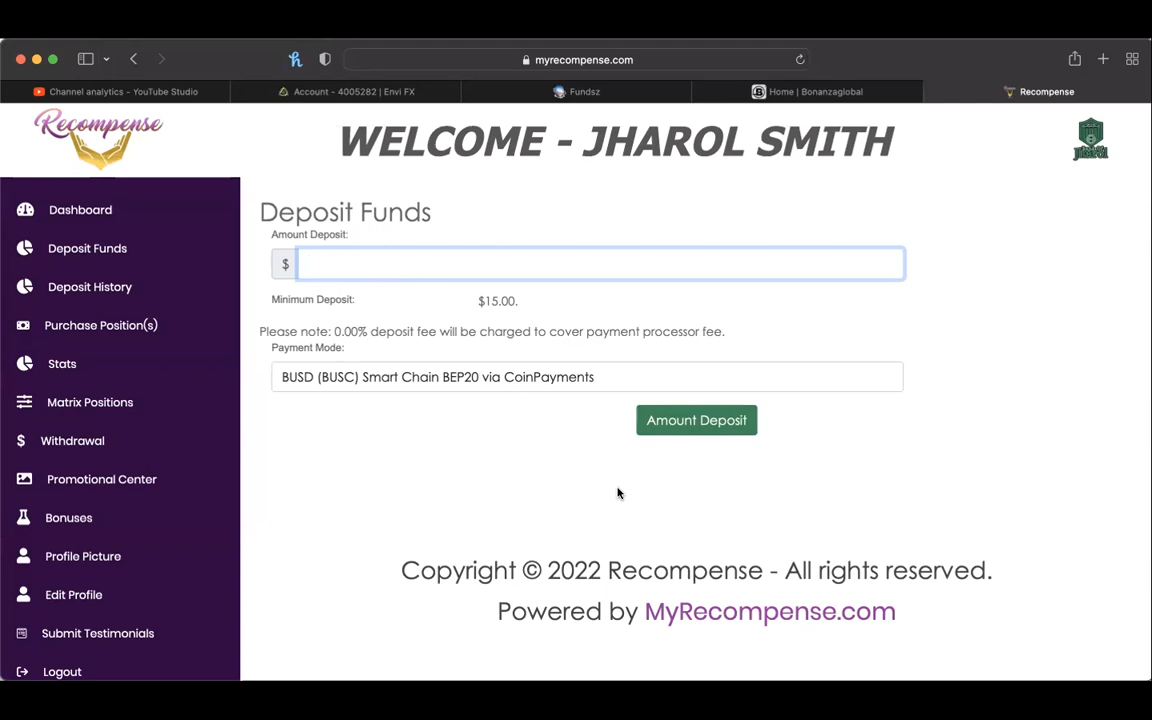 myrecompense.com
Channel analytics - YouTube Studio
Account - 4005282 | Envi FX
Fundsz
Home | Bonanzaglobal
Recompense
Recompense
WELCOME - JHAROL SMITH
Dashboard
Deposit Funds
Deposit History
Purchase Position(s)
Stats
Matrix Positions
Withdrawal
Promotional Center
Bonuses
Profile Picture
Edit Profile
Submit Testimonials
Logout
Deposit Funds
Amount Deposit:
$
Minimum Deposit: $15.00.
Please note: 0.00% deposit fee will be charged to cover payment processor fee.
Payment Mode:
BUSD (BUSC) Smart Chain BEP20 via CoinPayments
Amount Deposit
Copyright © 2022 Recompense - All rights reserved.
Powered by MyRecompense.com